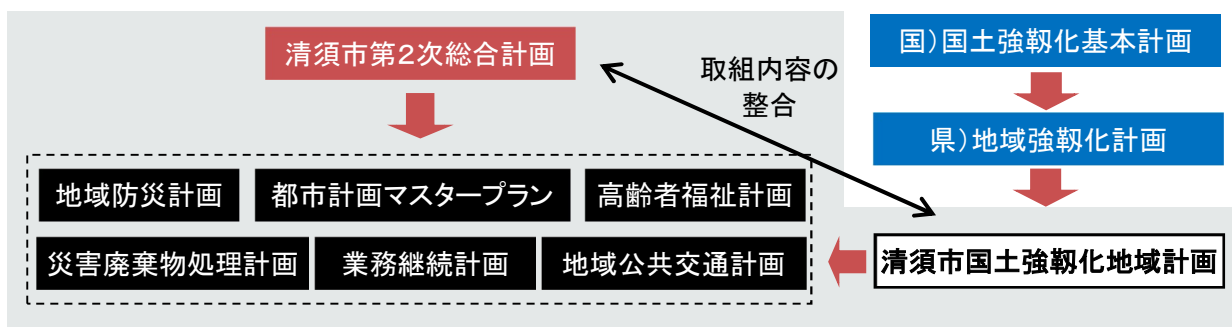 清須市第２次総合計画
国）国土強靱化基本計画
取組内容の
整合
県）地域強靱化計画
地域防災計画
都市計画マスタープラン
高齢者福祉計画
災害廃棄物処理計画
業務継続計画
地域公共交通計画
清須市国土強靱化地域計画